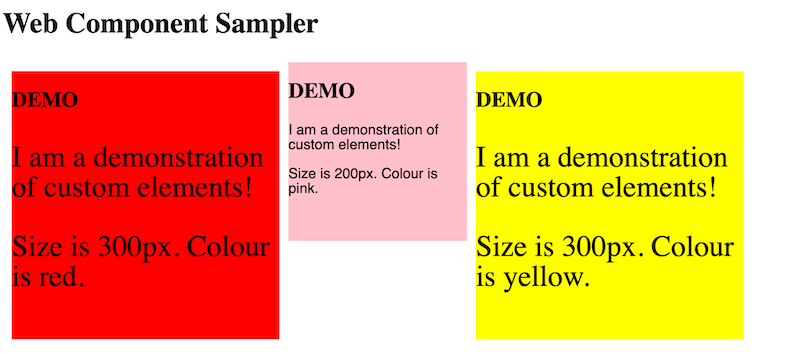 Web Component Sampler
DEMO
I am a demonstration
of custom elements!
Size is 300px. Colour
is red.
DEMO
I am a demonstration of
custom elements!
Size is 200px. Colour is
pink.
DEMO
I am a demonstration
of custom elements!
Size is 300px. Colour
is yellow.